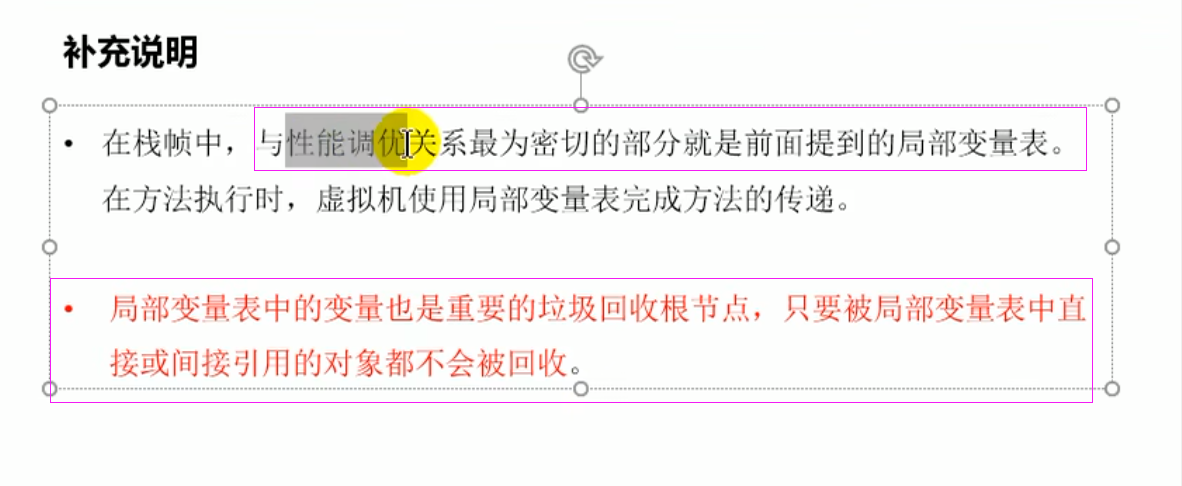 补充说明
• 在栈帧中，与性能调优关系最为密切的部分就是前面提到的局部变量表。
在方法执行时，虚拟机使用局部变量表完成方法的传递。
• 局部变量表中的变量也是重要的垃圾回收根节点，只要被局部变量表中直
接或间接引用的对象都不会被回收。